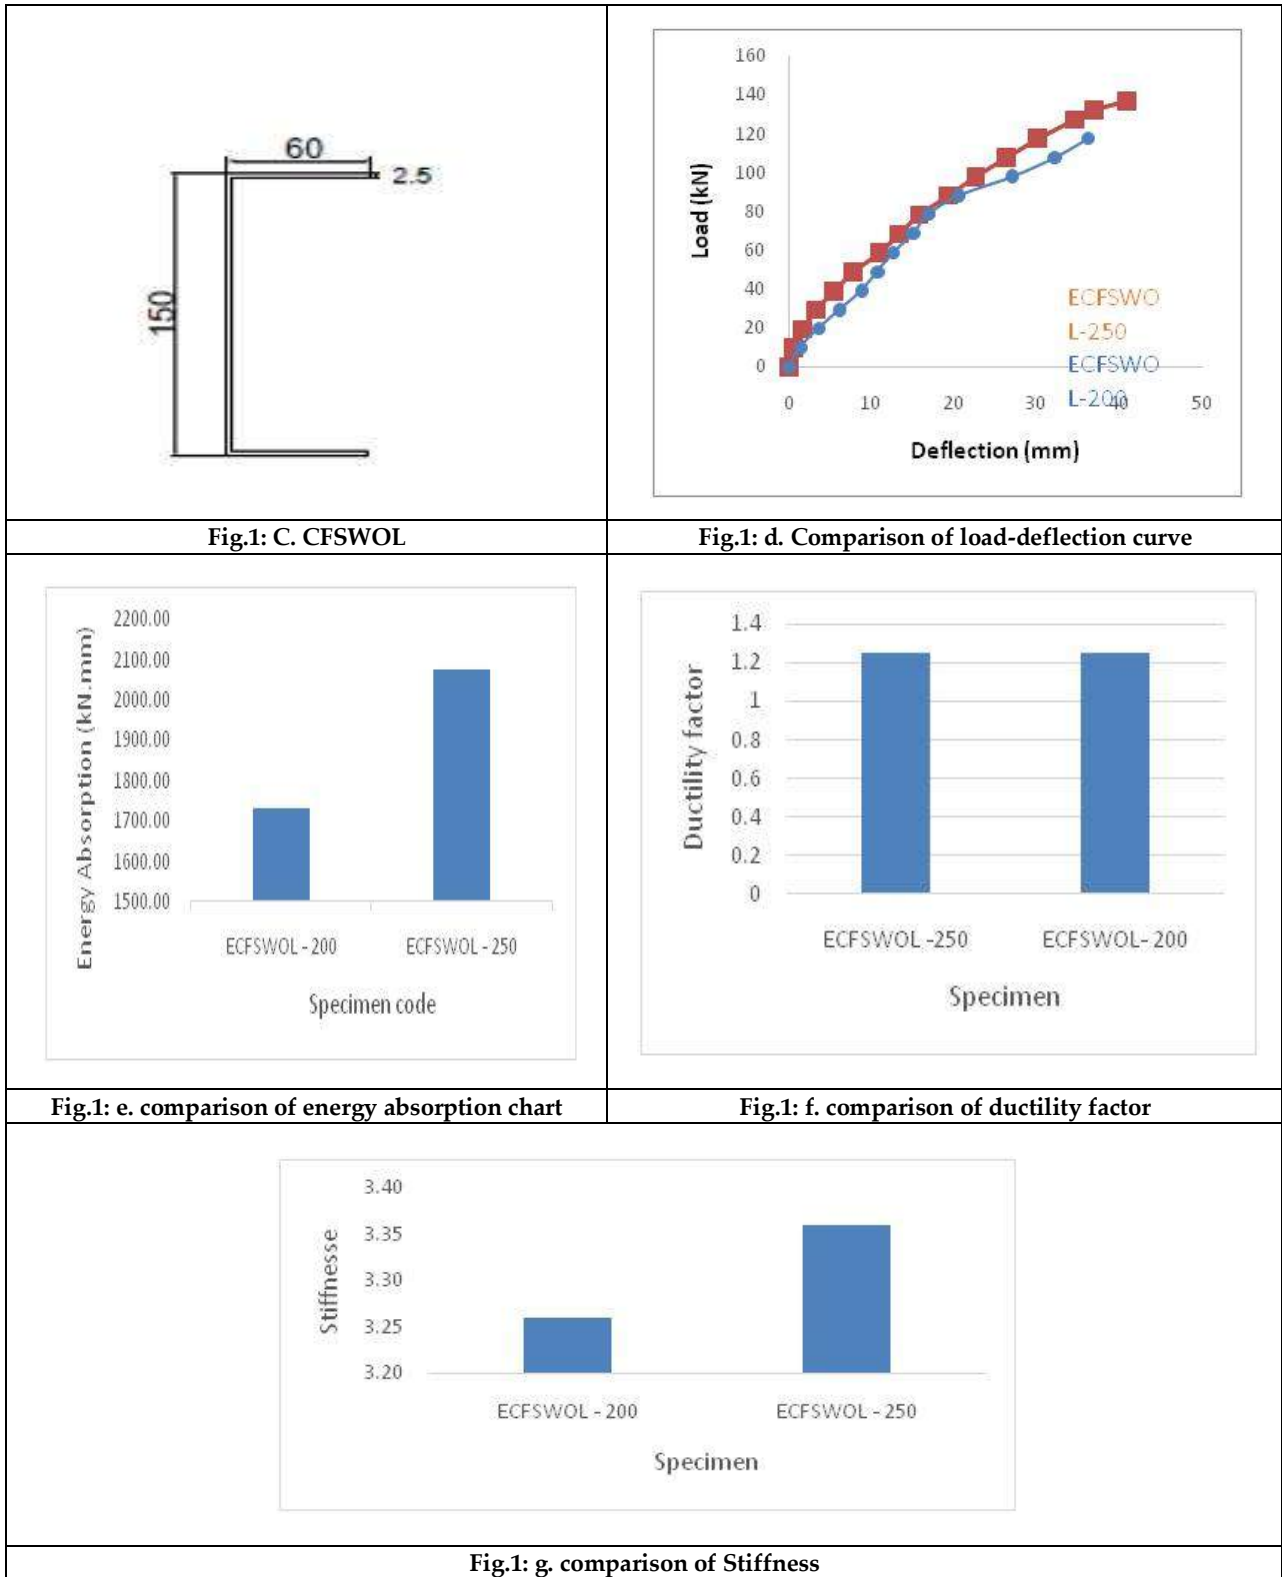 60
2.5
150
Fig.1: C. CFSWOL
160
140
120
100
80
60
40
20
0
Load (kN)
0 10 20 30 40 50
ECFSWO
L-250
ECFSWO
L-200
Deflection (mm)
Fig.1: d. Comparison of load-deflection curve
2200.00
2100.00
2000.00
1900.00
1800.00
1700.00
1600.00
1500.00
Energy Absorption (kN.mm)
ECFSWOL - 200 ECFSWOL - 250
Specimen code
Fig.1: e. comparison of energy absorption chart
1.4
1.2
1
0.8
0.6
0.4
0.2
0
Ductility factor
ECFSWOL -250 ECFSWOL- 200
Specimen
Fig.1: f. comparison of ductility factor
3.40
3.35
3.30
3.25
3.20
Stiffnesse
ECFSWOL - 200 ECFSWOL - 250
Specimen
Fig.1: g. comparison of Stiffness